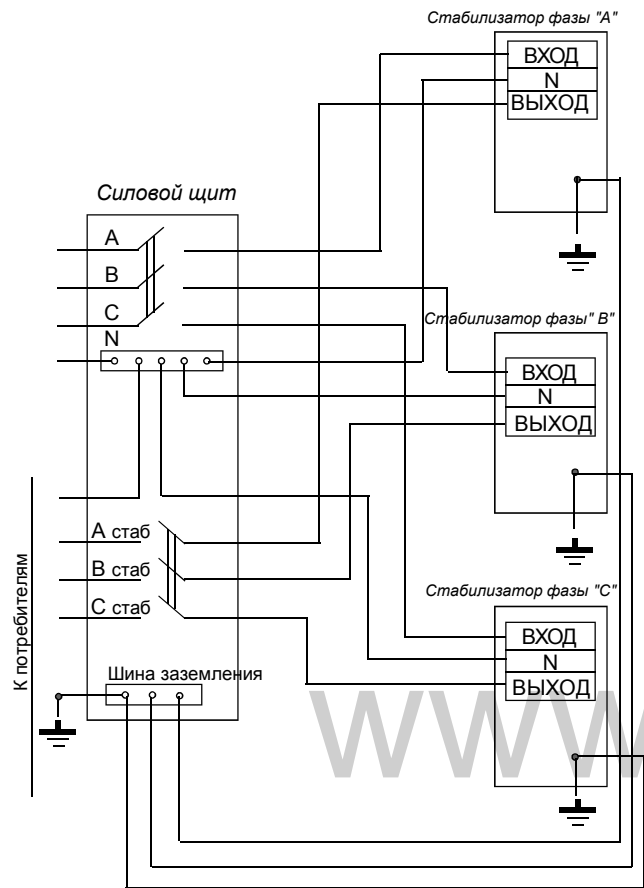 Стабилизатор фазы "А"
ВХОД
N
ВЫХОД
Силовой щит
А
В
С
N
Стабилизатор фазы" В"
ВХОД
N
ВЫХОД
А стаб
В стаб
С стаб
К потребителям
Стабилизатор фазы "С"
ВХОД
N
ВЫХОД
Шина заземления
www